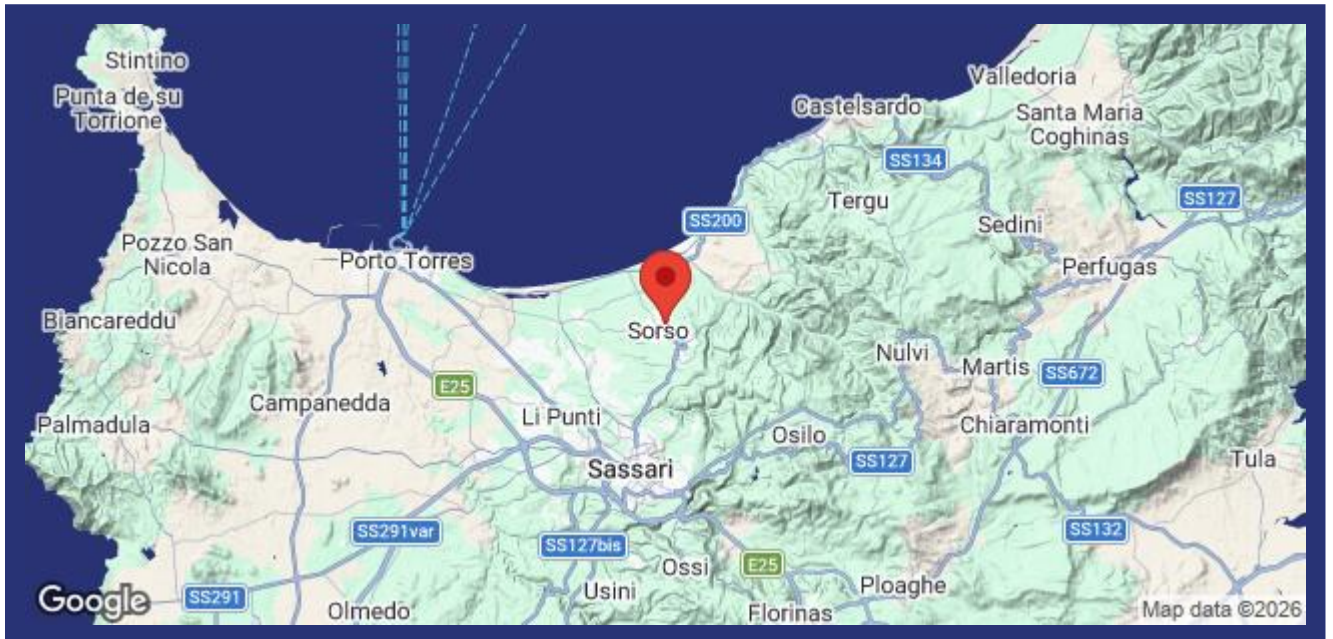 Stintino
Punta de su
Torrione
Valledoria
Castelsardo
Santa Maria
Coghinas
SS134
SS127
Tergu
SS200
Sedini
Pozzo San
Nicola
Porto Torres
Perfugas
Biancareddu
Sorso
Nulvi
Martis
SS672
E25
Campanedda
Li Punti
Palmadula
Chiaramonti
Osilo
Sassari
SS127
Tula
SS291var
SS127bis
SS132
Ossi
E25
Usini
Ploaghe
Google
SS291
Olmedo
Florinas
Map data ©2026